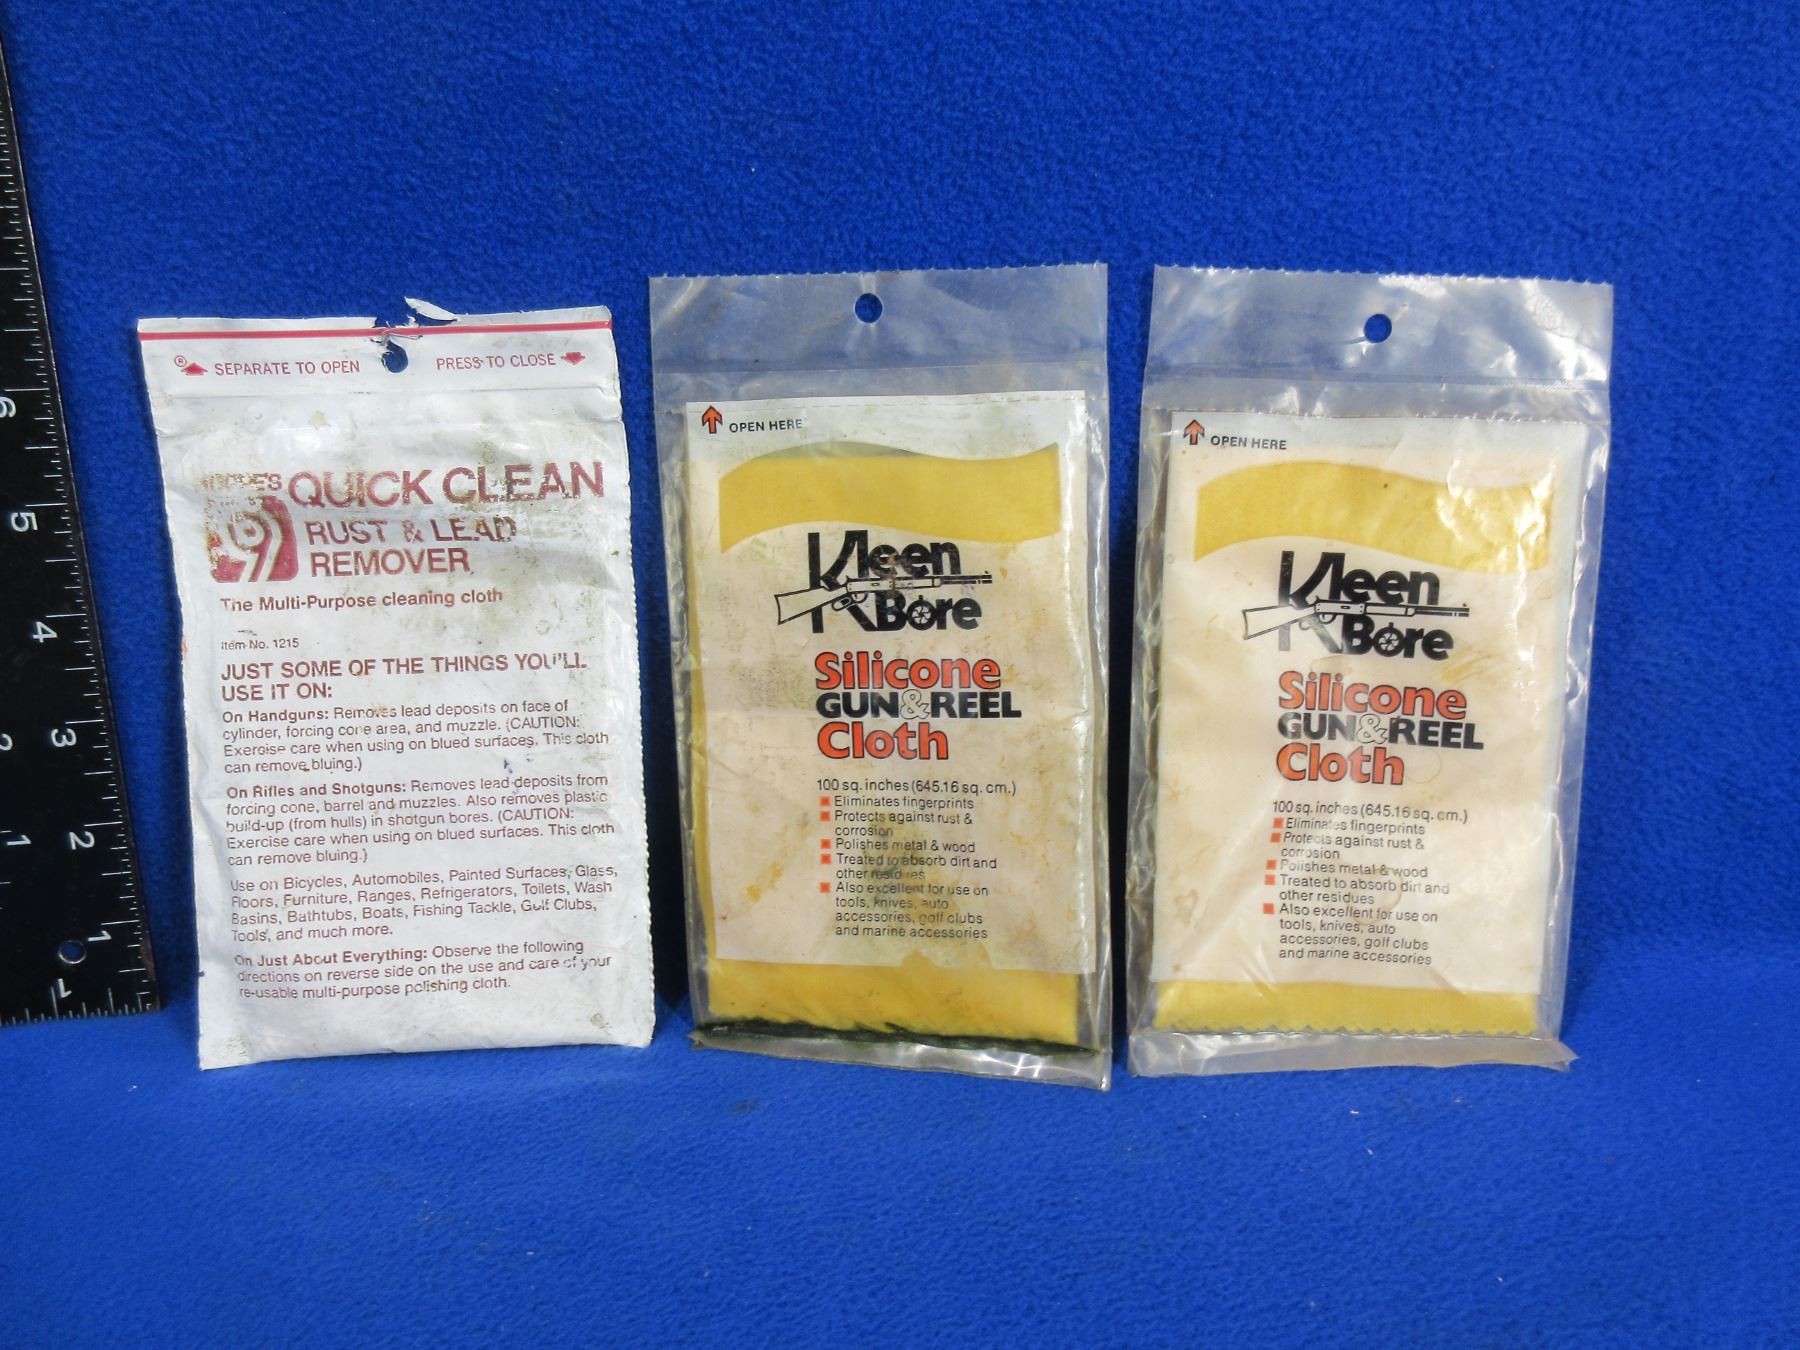 SEPARATE TO OPEN PRESS TO CLOSE
QUICK CLEAN
RUST & LEAD
REMOVER
The Multi-Purpose cleaning cloth
Item No. 1215
JUST SOME OF THE THINGS YOU'LL
USE IT ON:
On Handguns: Removes lead deposits on face of
cylinder, forcing cone area, and muzzle. (CAUTION:
Exercise care when using on blued surfaces. This cloth
can remove bluing.)
On Rifles and Shotguns: Removes lead deposits from
forcing cone, barrel and muzzles. Also removes plastic
build-up (from hulls) in shotgun bores. (CAUTION:
Exercise care when using on blued surfaces. This cloth
can remove bluing.)
Use on Bicycles, Automobiles, Painted Surfaces, Glass,
Floors, Furniture, Ranges, Refrigerators, Toilets, Wash
Basins, Bathtubs, Boats, Fishing Tackle, Golf Clubs,
Tools, and much more.
On Just About Everything: Observe the following
directions on reverse side on the use and care of your
re-usable multi-purpose polishing cloth.
OPEN HERE
Kleen
Bore
Silicone
GUN & REEL
Cloth
100 sq. inches (645.16 sq. cm.)
Eliminates fingerprints
Protects against rust &
corrosion
Polishes metal & wood
Treated to absorb dirt and
other residues
Also excellent for use on
tools, knives, auto
accessories, golf clubs
and marine accessories
OPEN HERE
Kleen
Bore
Silicone
GUN & REEL
Cloth
100 sq. inches (645.16 sq. cm.)
Eliminates fingerprints
Protects against rust &
corrosion
Polishes metal & wood
Treated to absorb dirt and
other residues
Also excellent for use on
tools, knives, auto
accessories, golf clubs
and marine accessories
6
5
4
3
2
1
2
1
1